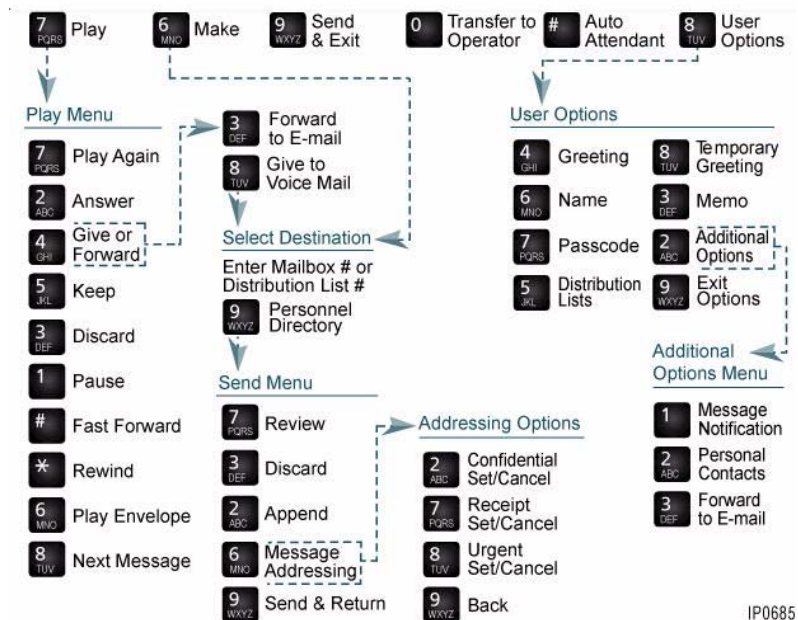 7 PQRS Play
6 MNO Make
9 WXYZ Send & Exit
0 Transfer to Operator
# Auto Attendant
8 TUV User Options
Play Menu
7 PQRS Play Again
2 ABC Answer
4 GHI Give or Forward
5 JKL Keep
3 DEF Discard
1 Pause
# Fast Forward
* Rewind
6 MNO Play Envelope
8 TUV Next Message
3 DEF Forward to E-mail
8 TUV Give to Voice Mail
Select Destination
Enter Mailbox # or
Distribution List #
9 WXYZ Personnel Directory
Send Menu
7 PQRS Review
3 DEF Discard
2 ABC Append
6 MNO Message Addressing
9 WXYZ Send & Return
Addressing Options
2 ABC Confidential Set/Cancel
7 PQRS Receipt Set/Cancel
8 TUV Urgent Set/Cancel
9 WXYZ Back
User Options
4 GHI Greeting
8 TUV Temporary Greeting
6 MNO Name
3 DEF Memo
7 PQRS Passcode
2 ABC Additional Options
5 JKL Distribution Lists
9 WXYZ Exit Options
Additional
Options Menu
1 Message Notification
2 ABC Personal Contacts
3 DEF Forward to E-mail
IP0685